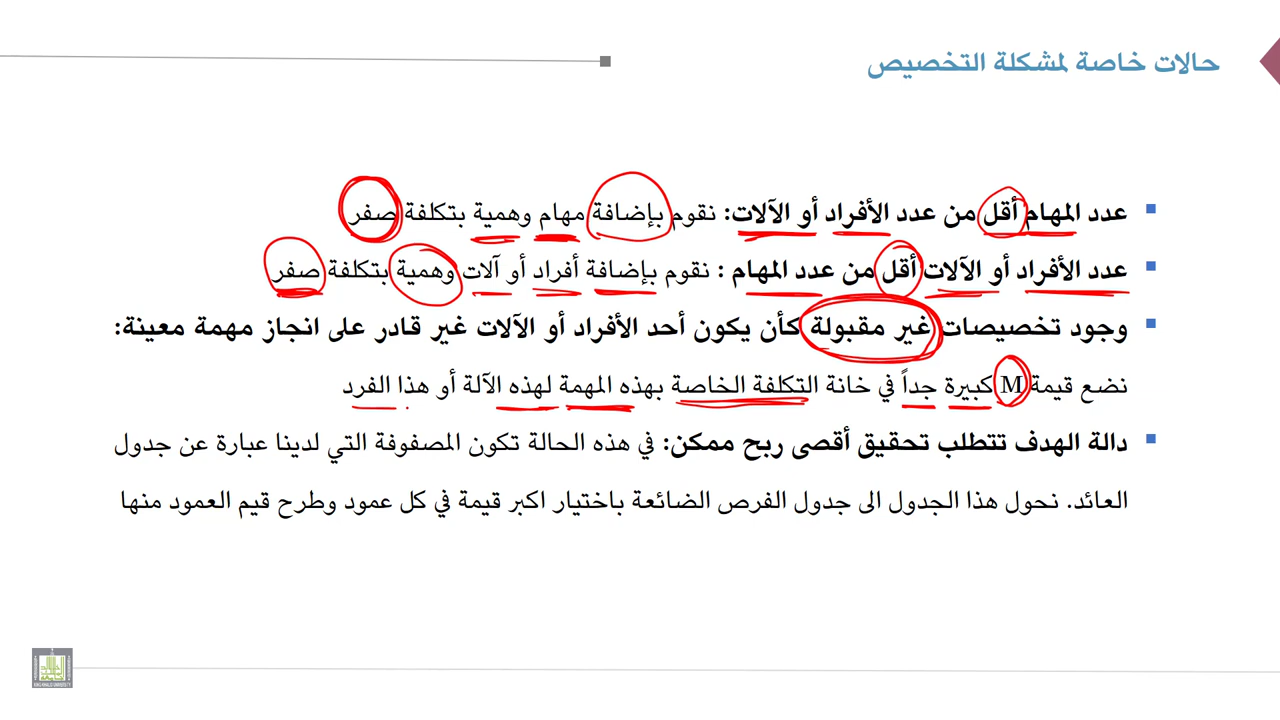 حالات خاصة لمشكلة التخصيص
عدد المهام أقل من عدد الأفراد أو الآلات: نقوم بإضافة مهام وهمية بتكلفة صفر
عدد الأفراد أو الآلات أقل من عدد المهام : نقوم بإضافة أفراد أو آلات وهمية بتكلفة صفر
وجود تخصيصات غير مقبولة كأن يكون أحد الأفراد أو الآلات غير قادر على انجاز مهمة معينة:
نضع قيمة M كبيرة جداً في خانة التكلفة الخاصة بهذه المهمة لهذه الآلة أو هذا الفرد
دالة الهدف تتطلب تحقيق أقصى ربح ممكن: في هذه الحالة تكون المصفوفة التي لدينا عبارة عن جدول
العائد. نحول هذا الجدول الى جدول الفرص الضائعة باختيار اكبر قيمة في كل عمود وطرح قيم العمود منها